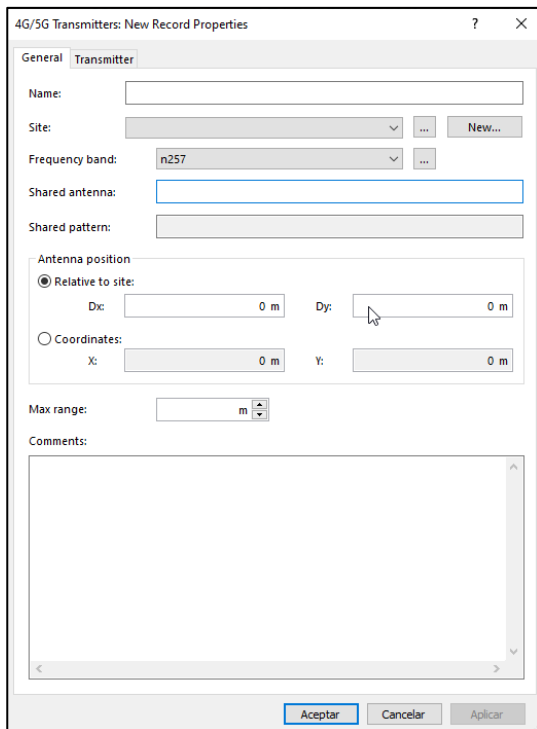 4G/5G Transmitters: New Record Properties ?
General Transmitter
Name:
Site: ... New...
Frequency band: n257 ...
Shared antenna:
Shared pattern:
Antenna position
Relative to site:
Dx: 0 m Dy: 0 m
Coordinates:
X: 0 m Y: 0 m
Max range: m
Comments:
Aceptar Cancelar Aplicar